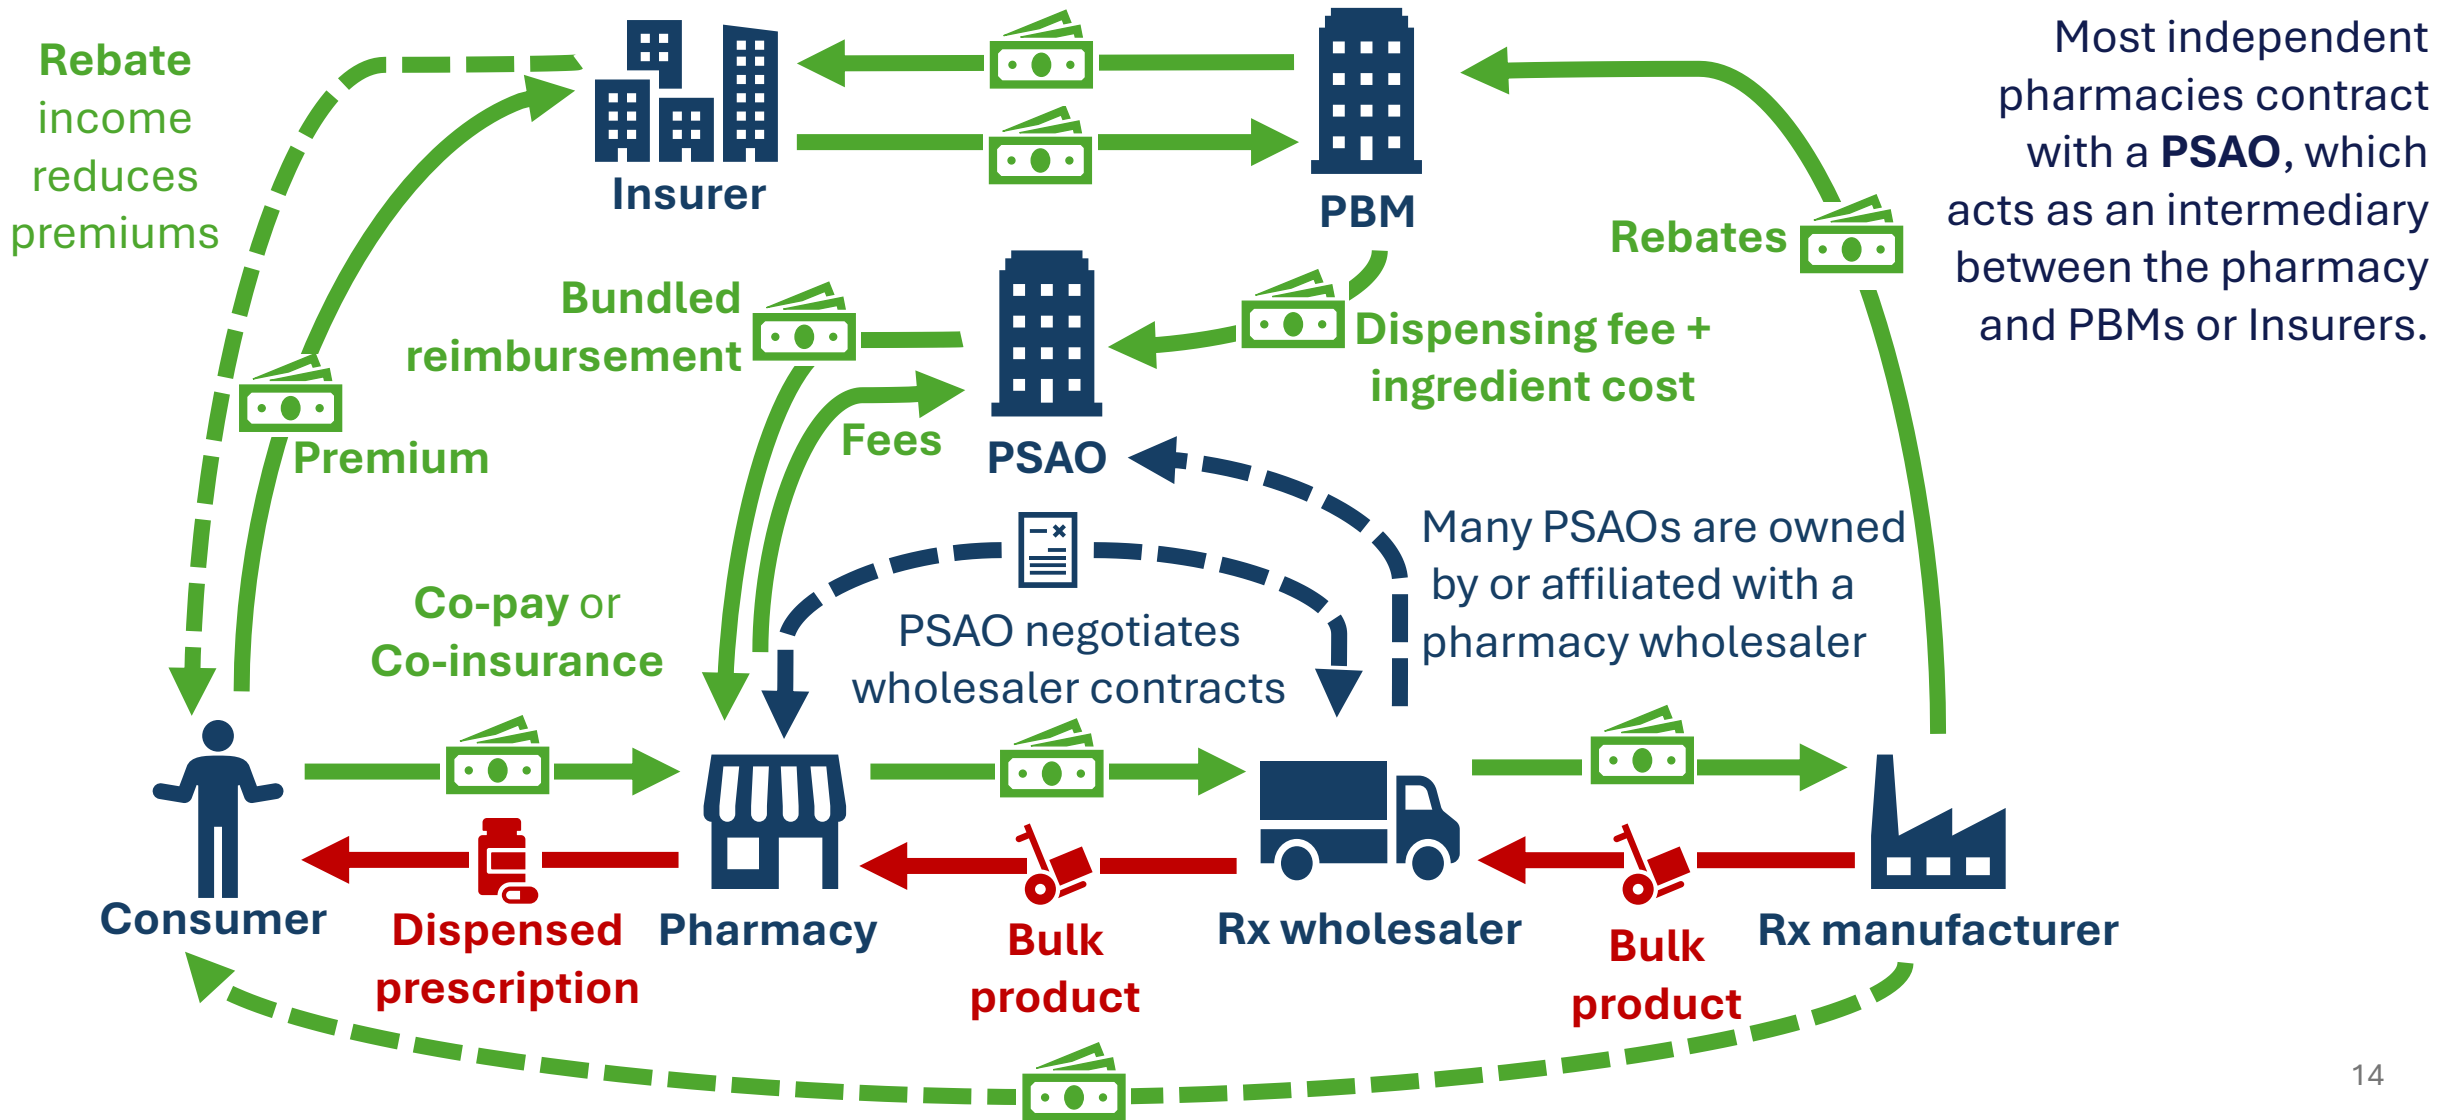 Rebate
income
reduces
premiums
Insurer
PBM
Most independent
pharmacies contract
with a PSAO, which
acts as an intermediary
between the pharmacy
and PBMs or Insurers.
Rebates
Bundled
reimbursement
Dispensing fee +
ingredient cost
Premium
Fees
PSAO
Many PSAOs are owned
by or affiliated with a
pharmacy wholesaler
Co-pay or
Co-insurance
PSAO negotiates
wholesaler contracts
Consumer
Dispensed
prescription
Pharmacy
Bulk
product
Rx wholesaler
Bulk
product
Rx manufacturer
14